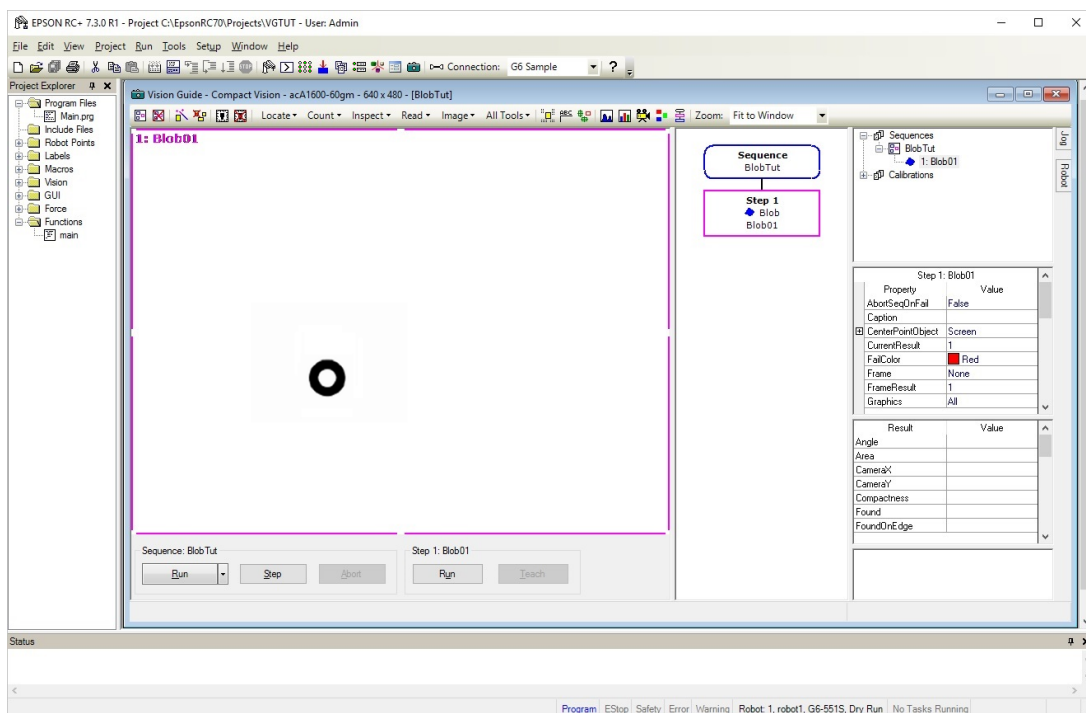 EPSON RC+ 7.3.0 R1 - Project C:\EpsonRC70\Projects\VGTUT - User: Admin
File Edit View Project Run Tools Setup Window Help
Connection: G6 Sample
Project Explorer
Program Files
Main.prg
Include Files
Robot Points
Labels
Macros
Vision
GUI
Force
Functions
main
Vision Guide - Compact Vision - acA1600-60gm - 640 x 480 - [BlobTut]
Locate Count Inspect Read Image All Tools Zoom: Fit to Window
1: Blob01
Sequence
BlobTut
Step 1
Blob
Blob01
Sequences
BlobTut
1: Blob01
Calibrations
Jog
Robot
Step 1: Blob01
Property Value
AbortSeqOnFail False
Caption
CenterPointObject Screen
CurrentResult 1
FailColor Red
Frame None
FrameResult 1
Graphics All
Result Value
Angle
Area
CameraX
CameraY
Compactness
Found
FoundOnEdge
Sequence: BlobTut
Run Step Abort
Step 1: Blob01
Run Teach
Status
Program EStop Safety Error Warning Robot: 1, robot1, G6-551S, Dry Run No Tasks Running